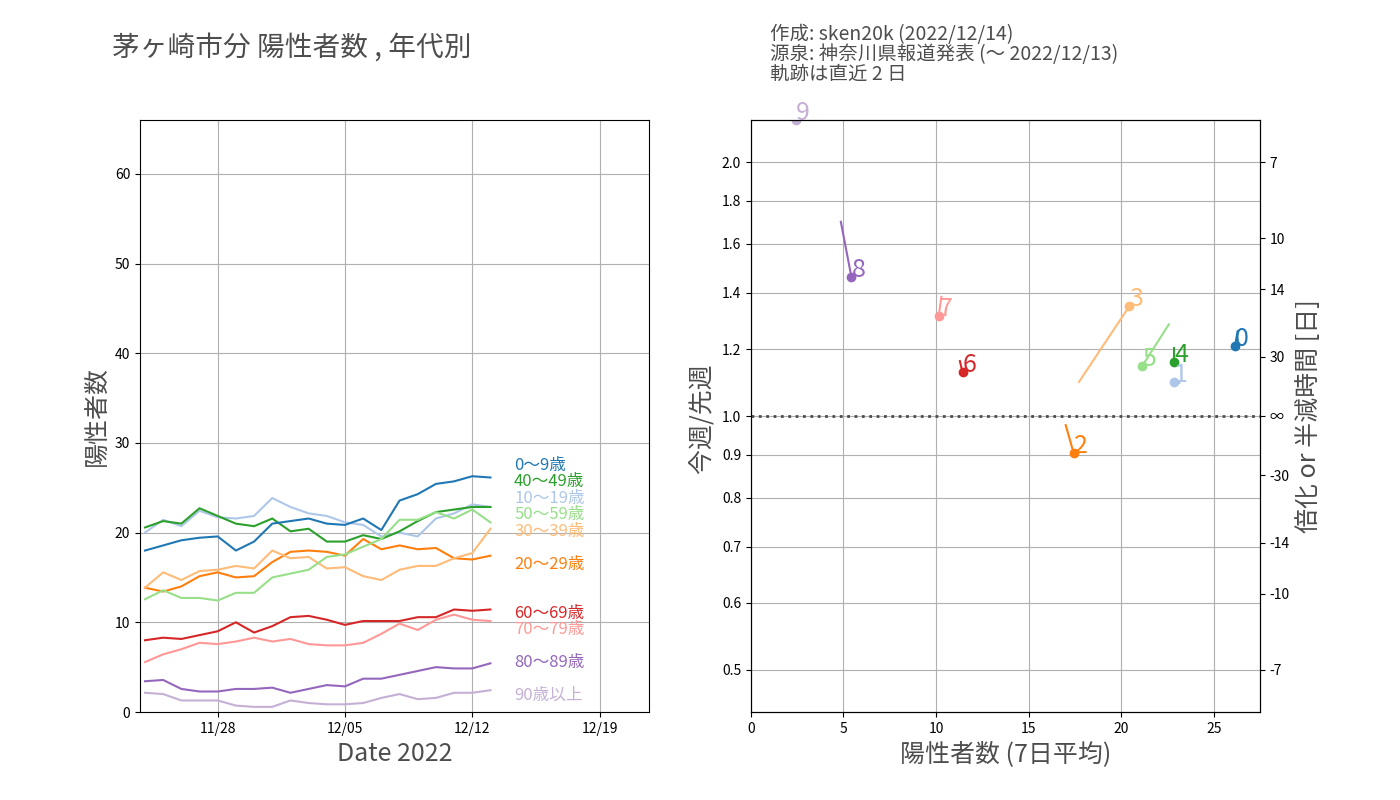 茅ヶ崎市分 陽性者数 , 年代別
作成: sken20k (2022/12/14)
源泉: 神奈川県報道発表 (〜 2022/12/13)
軌跡は直近 2 日
陽性者数
60
50
40
30
20
10
0
11/28
12/05
12/12
12/19
Date 2022
0〜9歳
40〜49歳
10〜19歳
50〜59歳
30〜39歳
20〜29歳
60〜69歳
70〜79歳
80〜89歳
90歳以上
今週/先週
2.0
1.8
1.6
1.4
1.2
1.0
0.9
0.8
0.7
0.6
0.5
9
8
7
6
3
5
4
1
0
2
0
5
10
15
20
25
陽性者数 (7日平均)
7
10
14
30
∞
-30
-14
-10
-7
倍化 or 半減時間 [日]